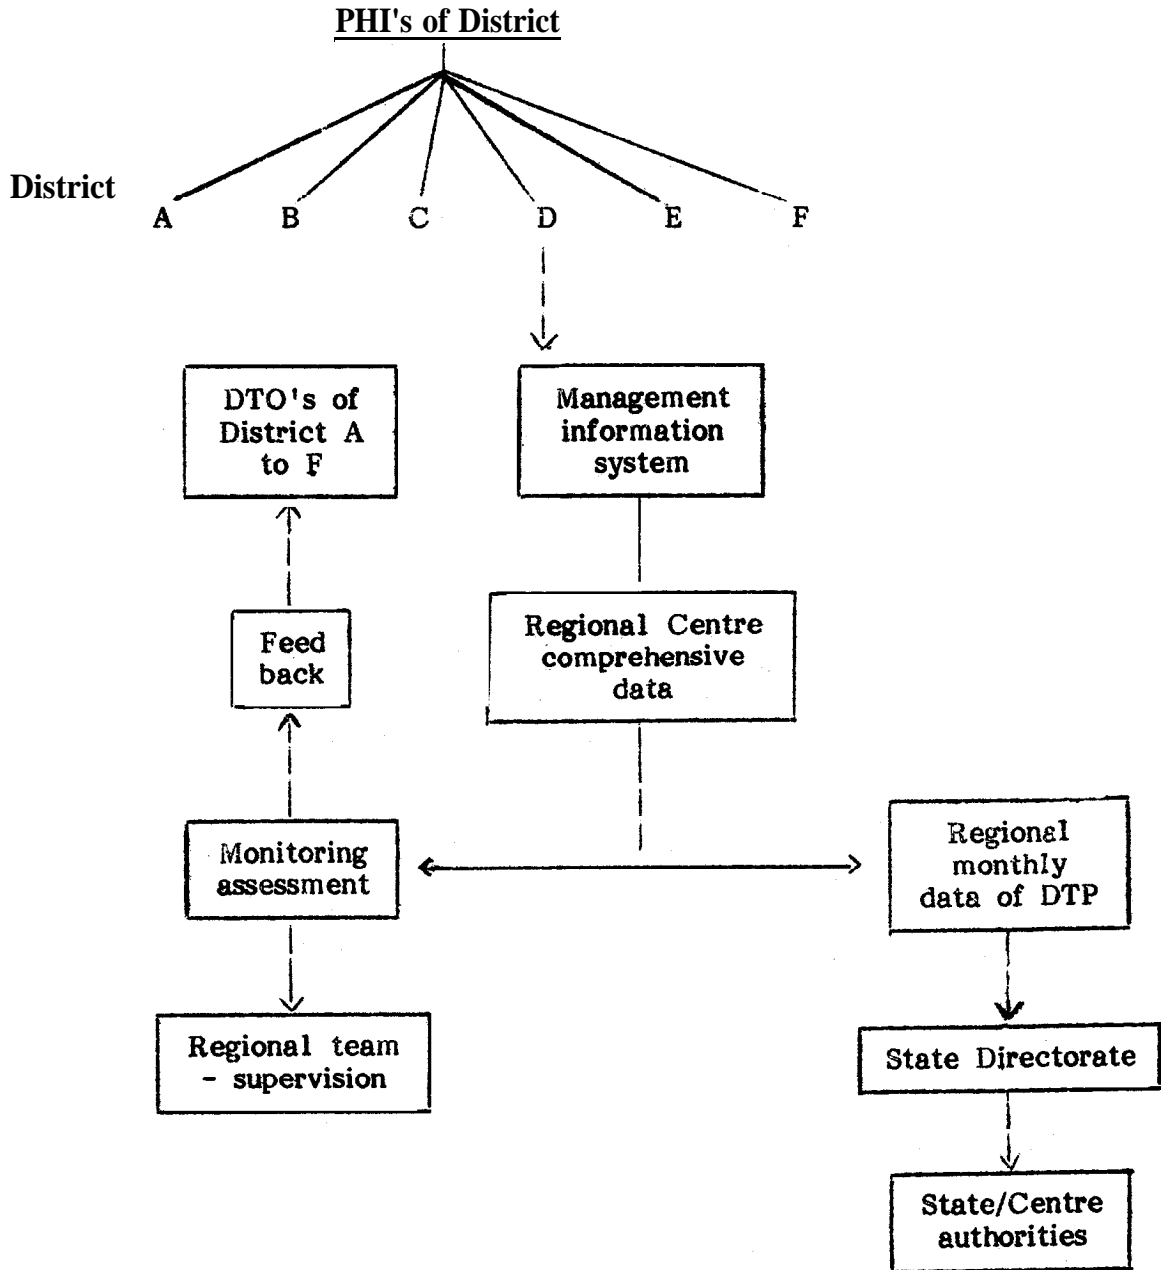 PHI's of District
District
A B C D E F
DTO's of
District A
to F
Management
information
system
Feed
back
Regional Centre
comprehensive
data
Monitoring
assessment
Regional
monthly
data of DTP
Regional team
- supervision
State Directorate
State/Centre
authorities